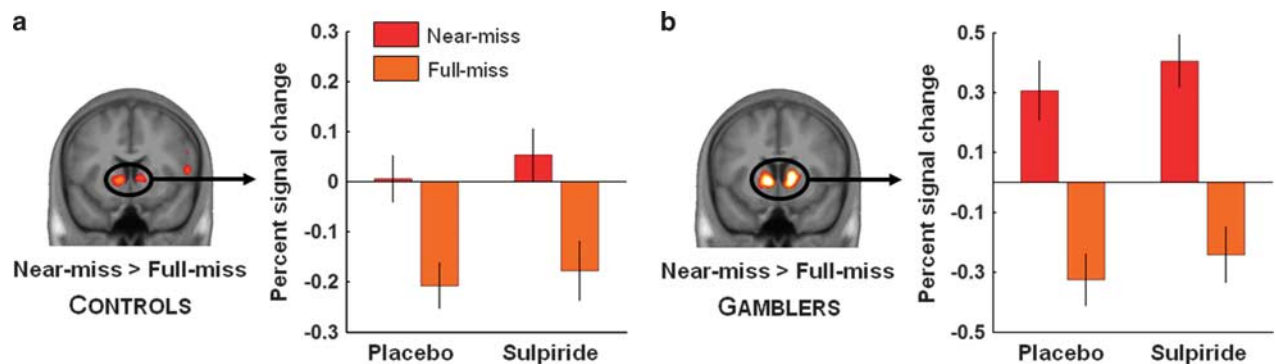 a
Near-miss > Full-miss
CONTROLS
Percent signal change
0.3
0.2
0.1
0
-0.1
-0.2
-0.3
Near-miss
Full-miss
Placebo Sulpiride
b
Near-miss > Full-miss
GAMBLERS
Percent signal change
0.5
0.3
0.1
-0.1
-0.3
-0.5
Placebo Sulpiride